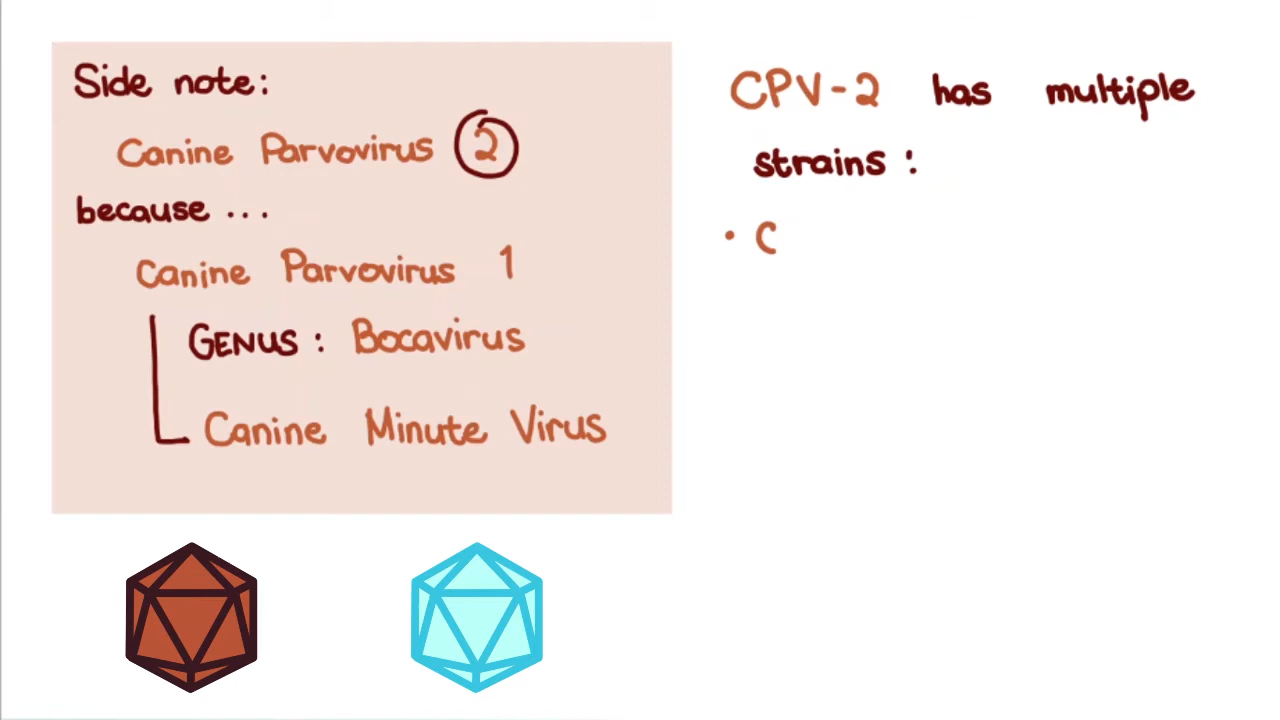 Side note:
Canine Parvovirus 2
because ...
Canine Parvovirus 1
GENUS : Bocavirus
Canine Minute Virus
CPV-2 has multiple
strains :
• C